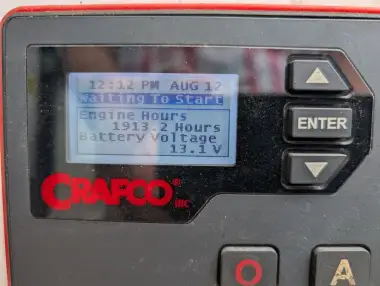 12:12 PM AUG 12
Waiting To Start
Engine Hours
1913.2 Hours
Battery Voltage
13.1 V
ENTER
CRAFCO®
INC
O
A